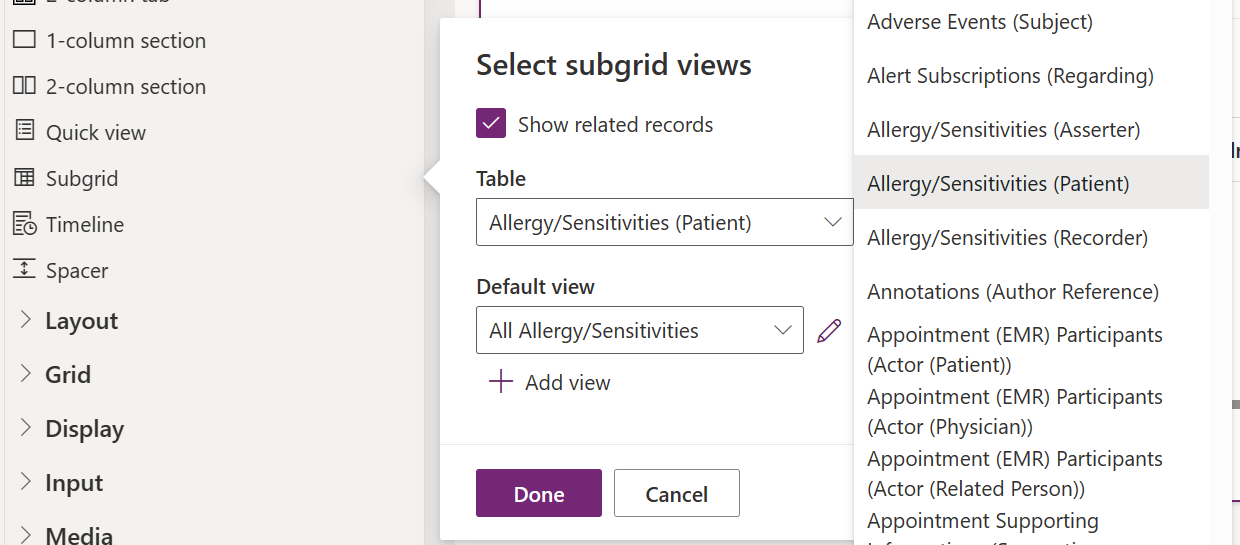 2-column tab
1-column section
2-column section
Quick view
Subgrid
Timeline
Spacer
Layout
Grid
Display
Input
Media
Select subgrid views
Show related records
Table
Allergy/Sensitivities (Patient)
Default view
All Allergy/Sensitivities
Add view
Done
Cancel
Adverse Events (Subject)
Alert Subscriptions (Regarding)
Allergy/Sensitivities (Asserter)
Allergy/Sensitivities (Patient)
Allergy/Sensitivities (Recorder)
Annotations (Author Reference)
Appointment (EMR) Participants
(Actor (Patient))
Appointment (EMR) Participants
(Actor (Physician))
Appointment (EMR) Participants
(Actor (Related Person))
Appointment Supporting